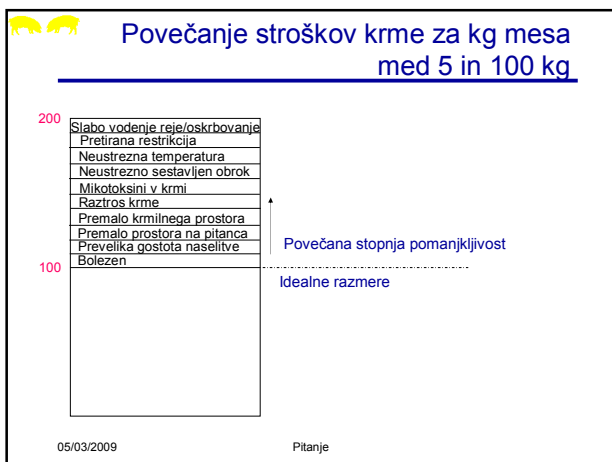 Povečanje stroškov krme za kg mesa
med 5 in 100 kg
200
Slabo vodenje reje/oskrbovanje
Pretirana restrikcija
Neustrezna temperatura
Neustrezno sestavljen obrok
Mikotoksini v krmi
Raztros krme
Premalo krmilnega prostora
Premalo prostora na pitanca
Prevelika gostota naselitve
Povečana stopnja pomanjkljivost
Bolezen
100
Idealne razmere
05/03/2009
Pitanje